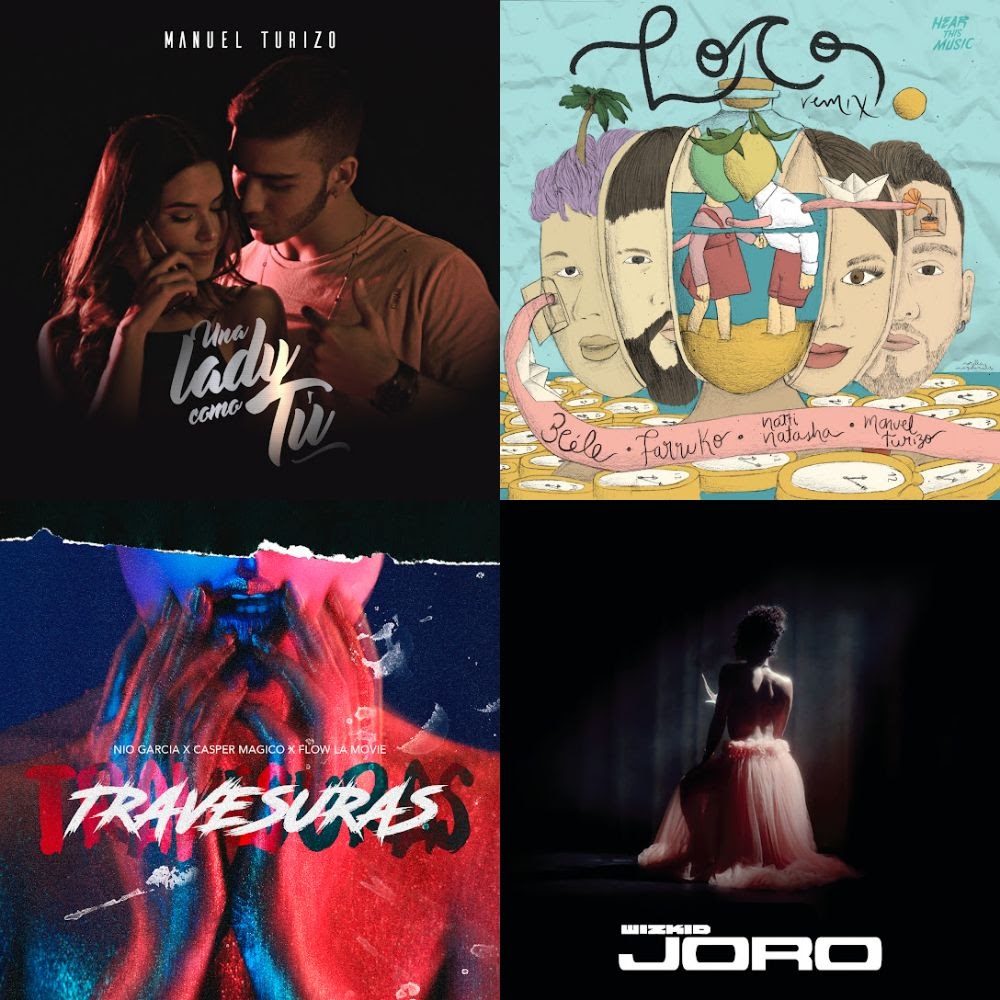 MANUEL TURIZO
Una
lady
como
Tú
Loco
remix
HEAR
THIS
MUSIC
Beéle · Farruko · natti natasha · Manuel Turizo
NIO GARCIA X CASPER MAGICO X FLOW LA MOVIE
TRAVESURAS
TRAVESURAS
WIZKID
JORO